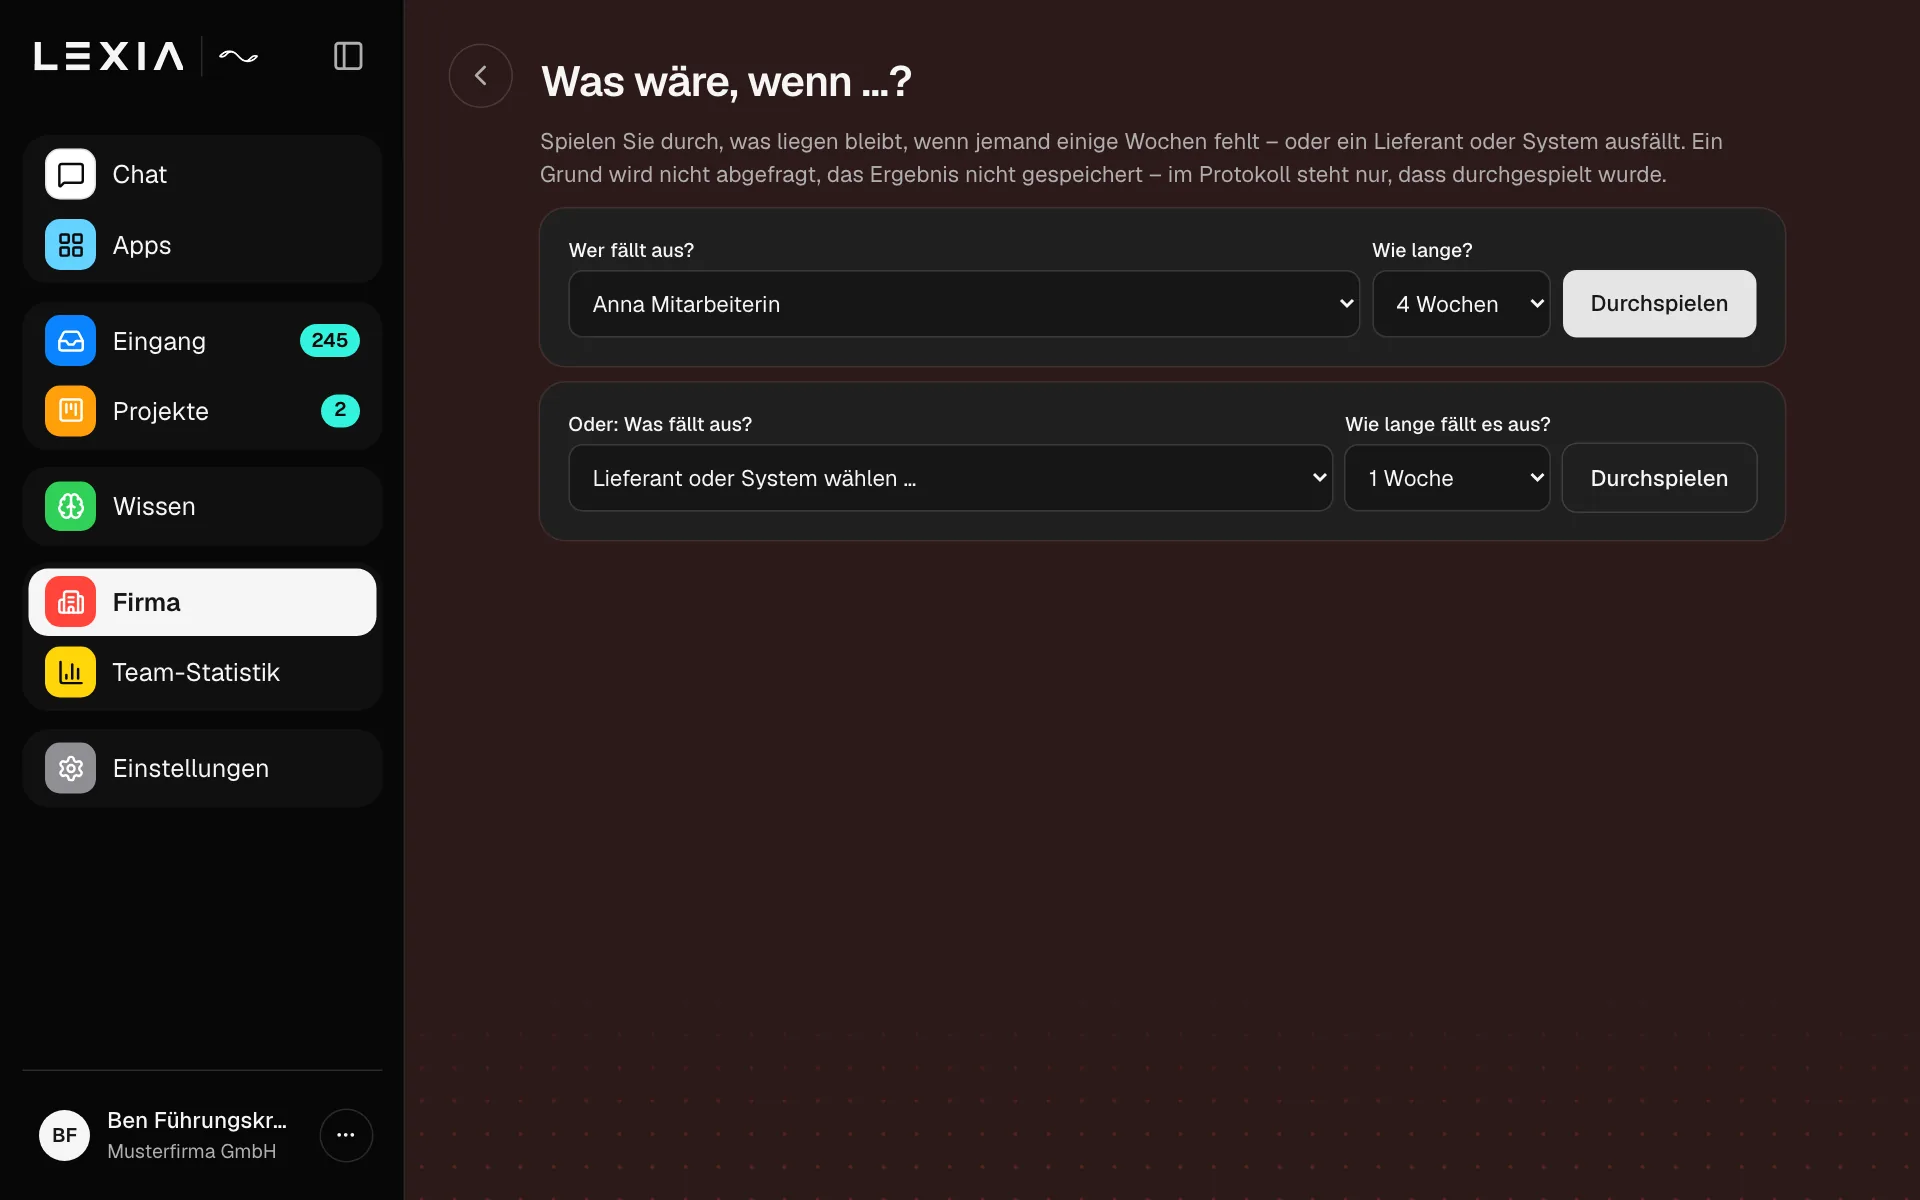 LEXIA
Chat
Apps
Eingang 245
Projekte 2
Wissen
Firma
Team-Statistik
Einstellungen
BF
Ben Führungskr...
Musterfirma GmbH
Was wäre, wenn ...?
Spielen Sie durch, was liegen bleibt, wenn jemand einige Wochen fehlt – oder ein Lieferant oder System ausfällt. Ein
Grund wird nicht abgefragt, das Ergebnis nicht gespeichert – im Protokoll steht nur, dass durchgespielt wurde.
Wer fällt aus? Wie lange?
Anna Mitarbeiterin 4 Wochen Durchspielen
Oder: Was fällt aus? Wie lange fällt es aus?
Lieferant oder System wählen ... 1 Woche Durchspielen